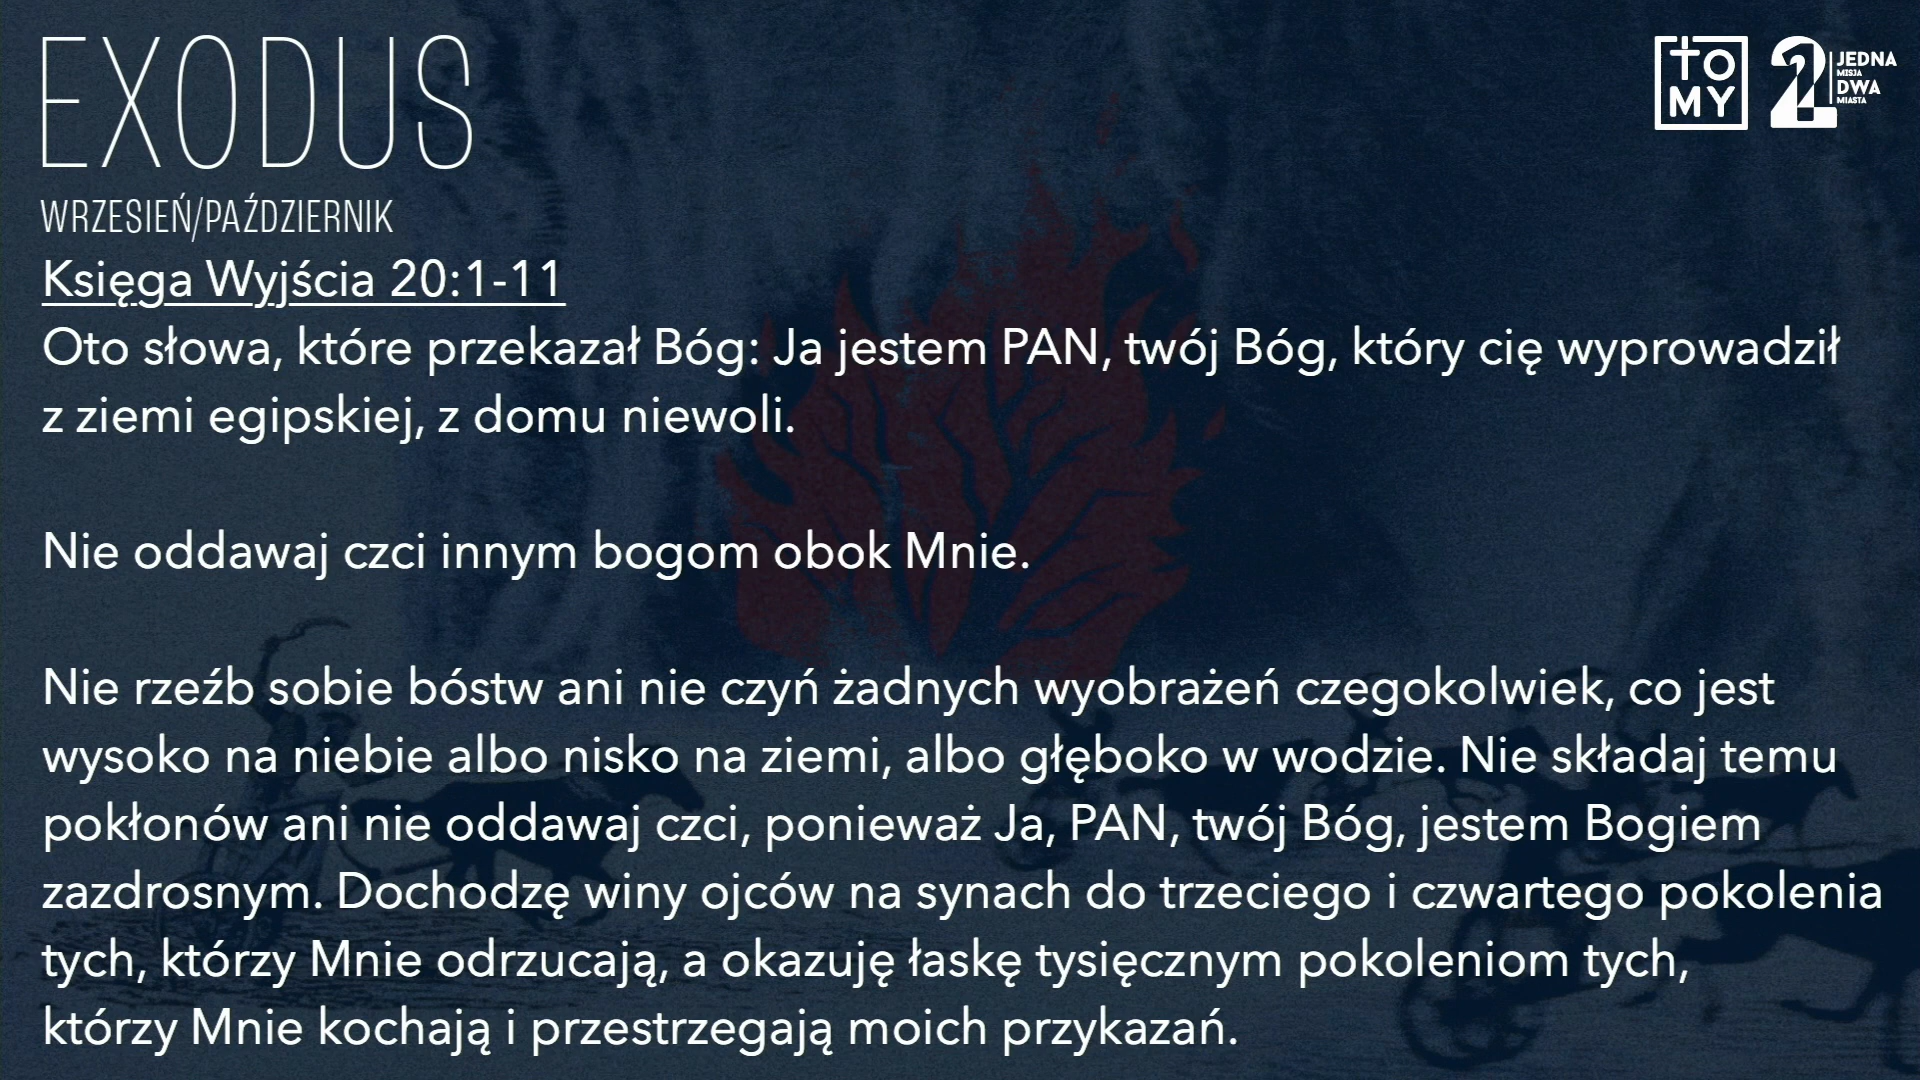 EXODUS
WRZESIEŃ/PAŹDZIERNIK
TO
MY
2
JEDNA
MISJA
DWA
MIASTA
Księga Wyjścia 20:1-11
Oto słowa, które przekazał Bóg: Ja jestem PAN, twój Bóg, który cię wyprowadził
z ziemi egipskiej, z domu niewoli.
Nie oddawaj czci innym bogom obok Mnie.
Nie rzeźb sobie bóstw ani nie czyń żadnych wyobrażeń czegokolwiek, co jest
wysoko na niebie albo nisko na ziemi, albo głęboko w wodzie. Nie składaj temu
pokłonów ani nie oddawaj czci, ponieważ Ja, PAN, twój Bóg, jestem Bogiem
zazdrosnym. Dochodzę winy ojców na synach do trzeciego i czwartego pokolenia
tych, którzy Mnie odrzucają, a okazuję łaskę tysięcznym pokoleniom tych,
którzy Mnie kochają i przestrzegają moich przykazań.